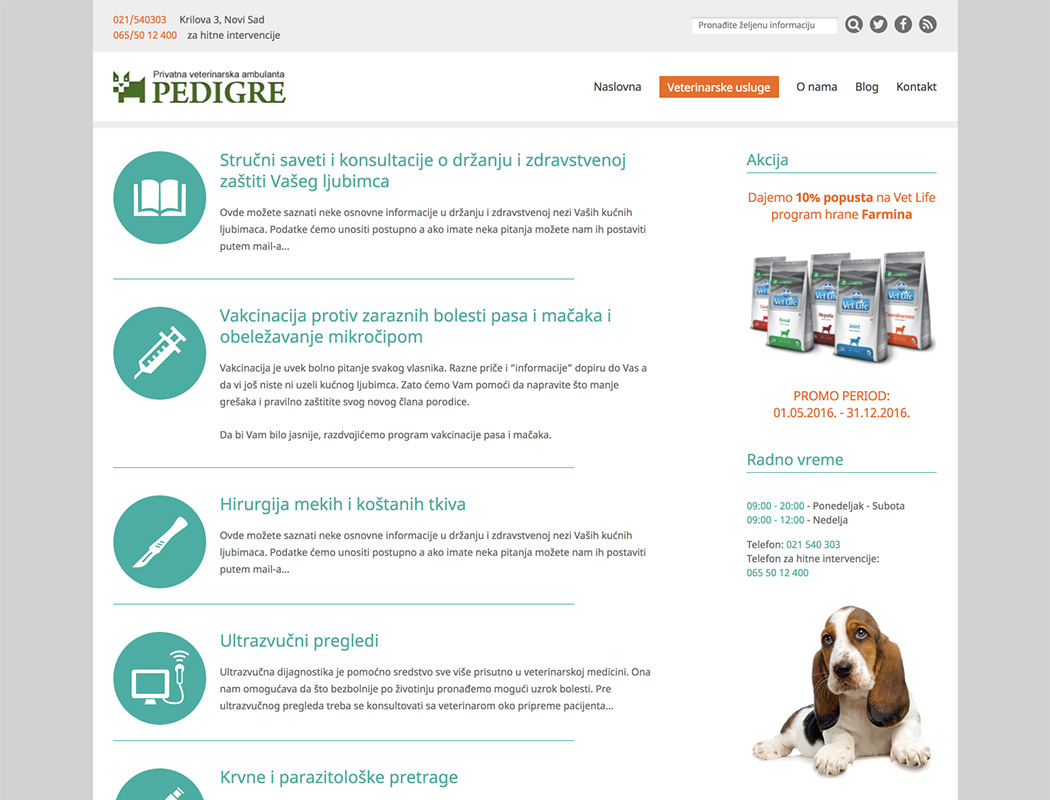 021/540303 Krilova 3, Novi Sad
065/50 12 400 za hitne intervencije
Pronađite željenu informaciju
Privatna veterinarska ambulanta
PEDIGRE
Naslovna Veterinarske usluge O nama Blog Kontakt
Stručni saveti i konsultacije o držanju i zdravstvenoj
zaštiti Vašeg ljubimca
Ovde možete saznati neke osnovne informacije u držanju i zdravstvenoj nezi Vaših kućnih
ljubimaca. Podatke ćemo unositi postupno a ako imate neka pitanja možete nam ih postaviti
putem mail-a...
Vakcinacija protiv zaraznih bolesti pasa i mačaka i
obeležavanje mikročipom
Vakcinacija je uvek bolno pitanje svakog vlasnika. Razne priče i "informacije" dopiru do Vas a
da vi još niste ni uzeli kućnog ljubimca. Zato ćemo Vam pomoći da napravite što manje
grešaka i pravilno zaštitite svog novog člana porodice.
Da bi Vam bilo jasnije, razdvojićemo program vakcinacije pasa i mačaka.
Hirurgija mekih i koštanih tkiva
Ovde možete saznati neke osnovne informacije u držanju i zdravstvenoj nezi Vaših kućnih
ljubimaca. Podatke ćemo unositi postupno a ako imate neka pitanja možete nam ih postaviti
putem mail-a...
Ultrazvučni pregledi
Ultrazvučna dijagnostika je pomoćno sredstvo sve više prisutno u veterinarskoj medicini. Ona
nam omogućava da što bezbolnije po životinju pronađemo mogući uzrok bolesti. Pre
ultrazvučnog pregleda treba se konsultovati sa veterinarom oko pripreme pacijenta...
Krvne i parazitološke pretrage
Akcija
Dajemo 10% popusta na Vet Life
program hrane Farmina
Vet Life
Vet Life
Vet Life
Renal
Hepatic
Joint
Convalescence
PROMO PERIOD:
01.05.2016. - 31.12.2016.
Radno vreme
09:00 - 20:00 - Ponedeljak - Subota
09:00 - 12:00 - Nedelja
Telefon: 021 540 303
Telefon za hitne intervencije:
065 50 12 400